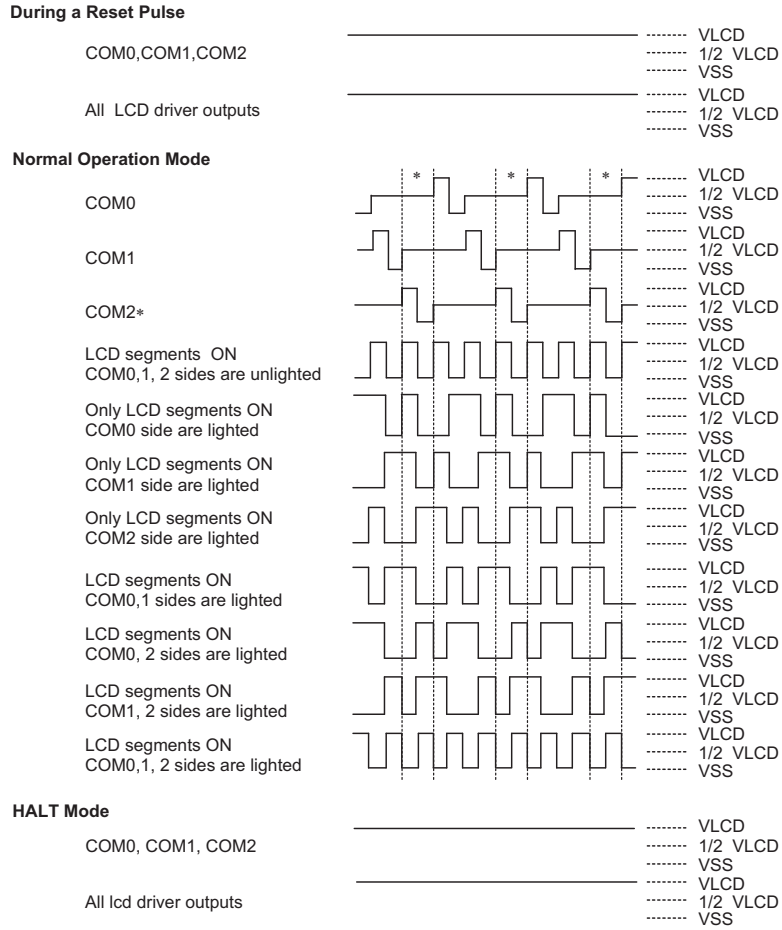 During a Reset Pulse
COM0,COM1,COM2
VLCD
1/2 VLCD
VSS
All LCD driver outputs
VLCD
1/2 VLCD
VSS
Normal Operation Mode
* * *
COM0
VLCD
1/2 VLCD
VSS
COM1
VLCD
1/2 VLCD
VSS
COM2*
VLCD
1/2 VLCD
VSS
LCD segments ON
COM0,1, 2 sides are unlighted
VLCD
1/2 VLCD
VSS
Only LCD segments ON
COM0 side are lighted
VLCD
1/2 VLCD
VSS
Only LCD segments ON
COM1 side are lighted
VLCD
1/2 VLCD
VSS
Only LCD segments ON
COM2 side are lighted
VLCD
1/2 VLCD
VSS
LCD segments ON
COM0,1 sides are lighted
VLCD
1/2 VLCD
VSS
LCD segments ON
COM0, 2 sides are lighted
VLCD
1/2 VLCD
VSS
LCD segments ON
COM1, 2 sides are lighted
VLCD
1/2 VLCD
VSS
LCD segments ON
COM0,1, 2 sides are lighted
VLCD
1/2 VLCD
VSS
HALT Mode
COM0, COM1, COM2
VLCD
1/2 VLCD
VSS
All lcd driver outputs
VLCD
1/2 VLCD
VSS